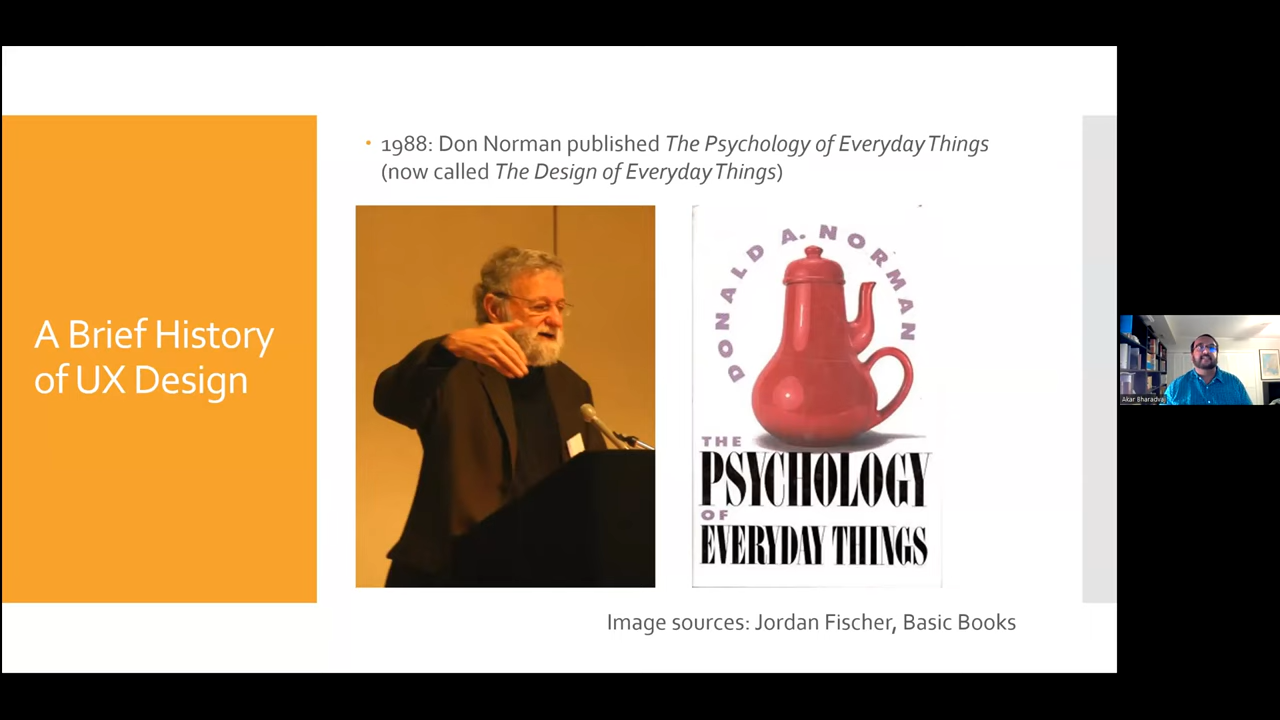 A Brief History
of UX Design
• 1988: Don Norman published The Psychology of Everyday Things
(now called The Design of Everyday Things)
DONALD A. NORMAN
THE
PSYCHOLOGY
OF
EVERYDAY THINGS
Image sources: Jordan Fischer, Basic Books
Akar Bharadvaj